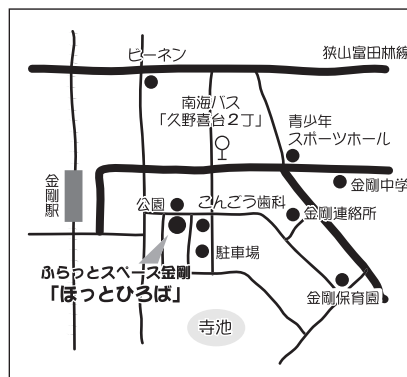 ピーネン
狭山富田林線
南海バス
「久野喜台2丁」
青少年
スポーツホール
金剛駅
公園
こんごう歯科
金剛中学
金剛連絡所
駐車場
ふらっとスペース金剛
「ほっとひろば」
金剛保育園
寺池